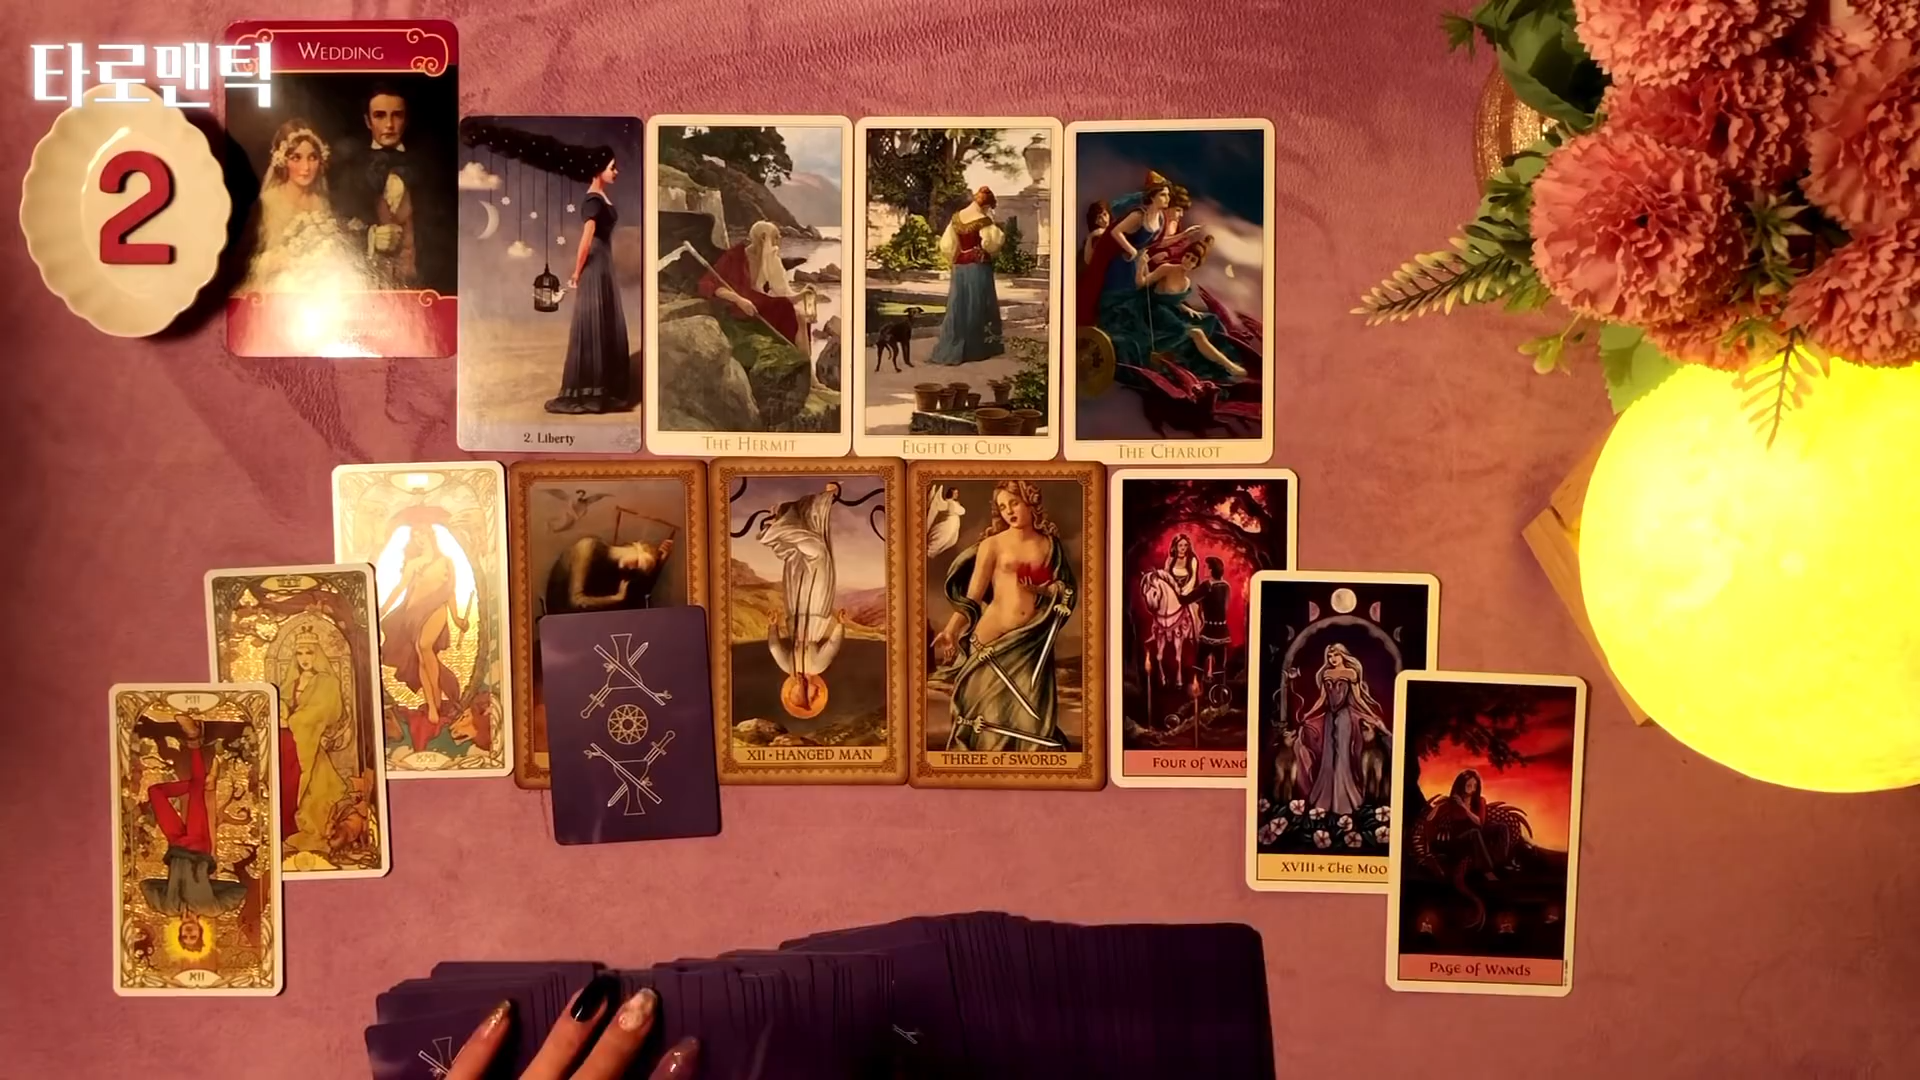 타로맨틱
WEDDING
2
2. Liberty
THE HERMIT
EIGHT OF CUPS
THE CHARIOT
XII • HANGED MAN
THREE of SWORDS
FOUR OF WAND
XVIII + THE MOO
PAGE OF WANDS
XII
XII